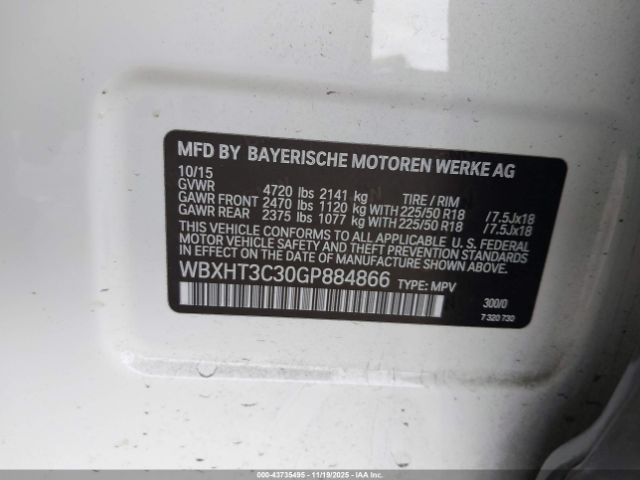 MFD BY BAYERISCHE MOTOREN WERKE AG
10/15
GVWR 4720 lbs 2141 kg TIRE / RIM
GAWR FRONT 2470 lbs 1120 kg WITH 225/50 R18 /7.5Jx18
GAWR REAR 2375 lbs 1077 kg WITH 225/50 R18 /7.5Jx18
THIS VEHICLE CONFORMS TO ALL APPLICABLE U.S. FEDERAL
MOTOR VEHICLE SAFETY, AND THEFT PREVENTION STANDARDS
IN EFFECT ON THE DATE OF MANUFACTURE SHOWN ABOVE.
WBXHT3C30GP884866 TYPE: MPV
300/0
7 320 730
000-43735495 - 11/19/2025 - IAAI.COM